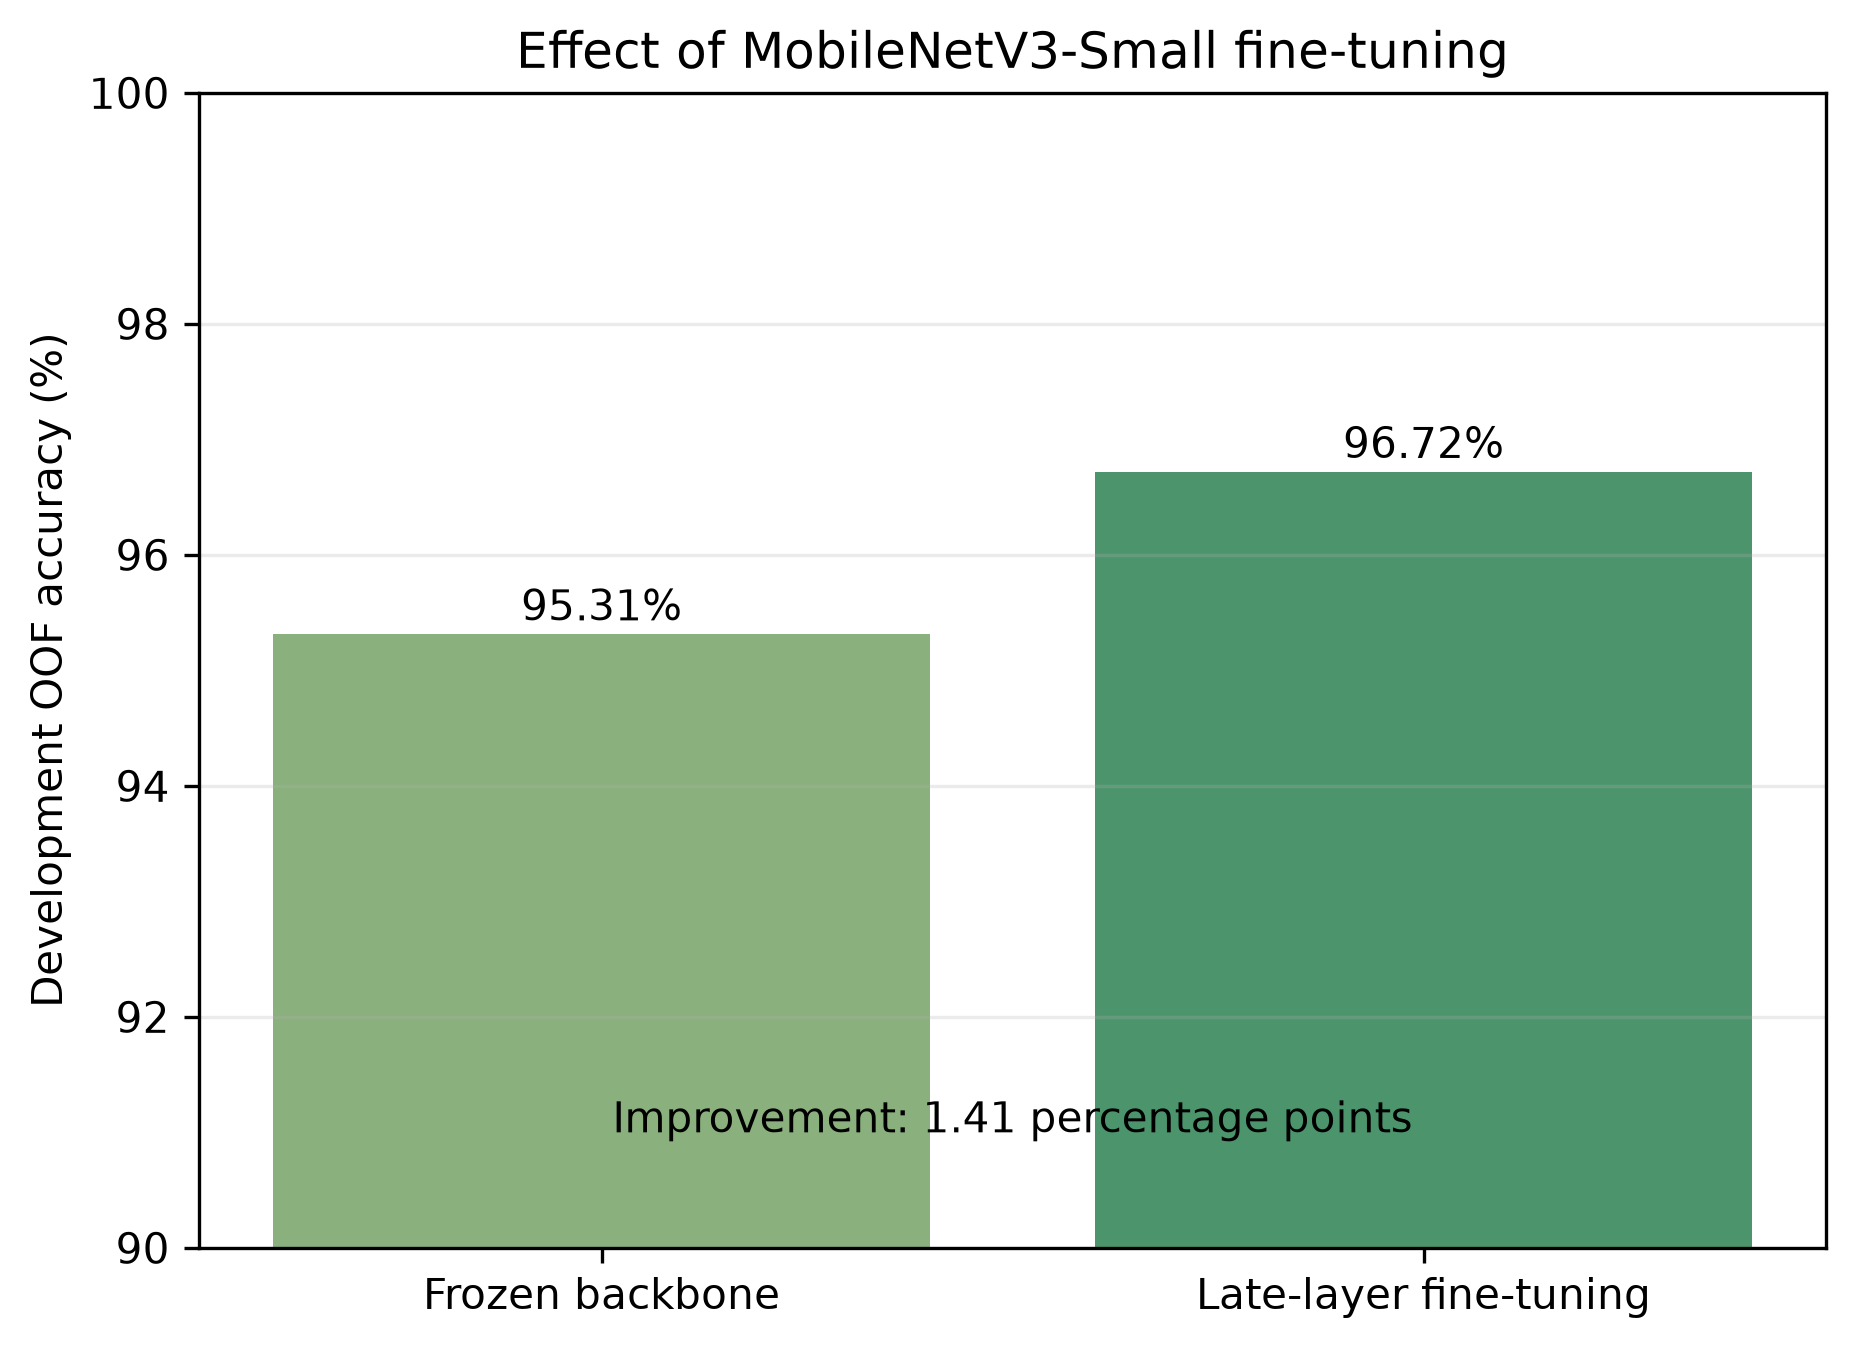 Effect of MobileNetV3-Small fine-tuning
100
98
96
94
92
90
Development OOF accuracy (%)
95.31%
96.72%
Improvement: 1.41 percentage points
Frozen backbone
Late-layer fine-tuning